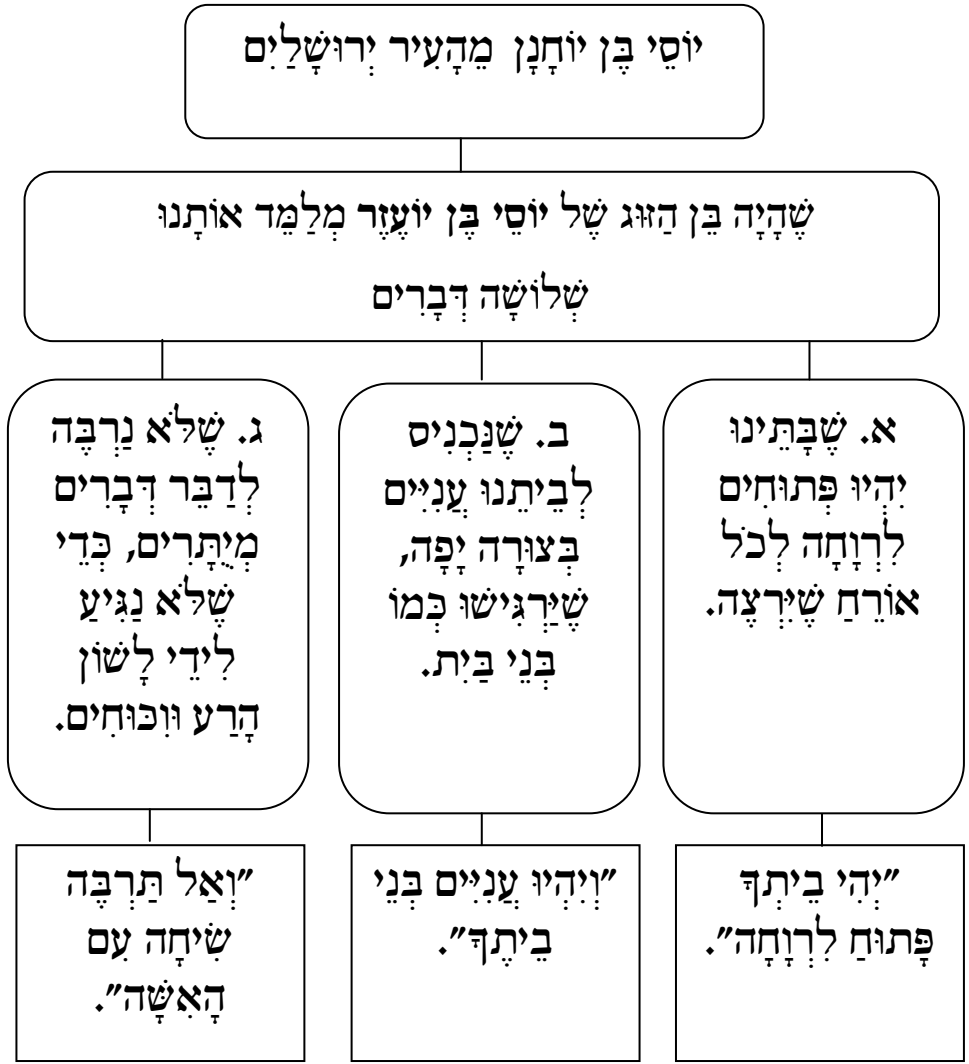 יוֹסֵי בֶּן יוֹחָנָן מֵהָעִיר יְרוּשָׁלַיִם
שֶׁהָיָה בֵּן הַזּוּג שֶׁל יוֹסֵי בֶּן יוֹעֶזֶר מְלַמֵּד אוֹתָנוּ
שְׁלוֹשָׁה דְּבָרִים
א. שֶׁבָּתֵּינוּ
יִהְיוּ פְּתוּחִים
לִרְוָחָה לְכֹל
אוֹרֵחַ שֶׁיִּרְצֶה.
ב. שֶׁנַּכְנִיס
לְבֵיתֵנוּ עֲנִיִּים
בְּצוּרָה יָפָה,
שֶׁיַּרְגִּישׁוּ כְּמוֹ
בְּנֵי בַּיִת.
ג. שֶׁלֹּא נַרְבֶּה
לְדַבֵּר דְּבָרִים
מְיֻתָּרִים, כְּדֵי
שֶׁלֹּא נַגִּיעַ
לִידֵי לָשׁוֹן
הָרַע וּוִכּוּחִים.
"יְהִי בֵיתְךָ
פָּתוּחַ לִרְוָחָה".
"וְיִהְיוּ עֲנִיִּים בְּנֵי
בֵיתֶךָ".
"וְאַל תַּרְבֶּה
שִׂיחָה עִם
הָאִשָּׁה".